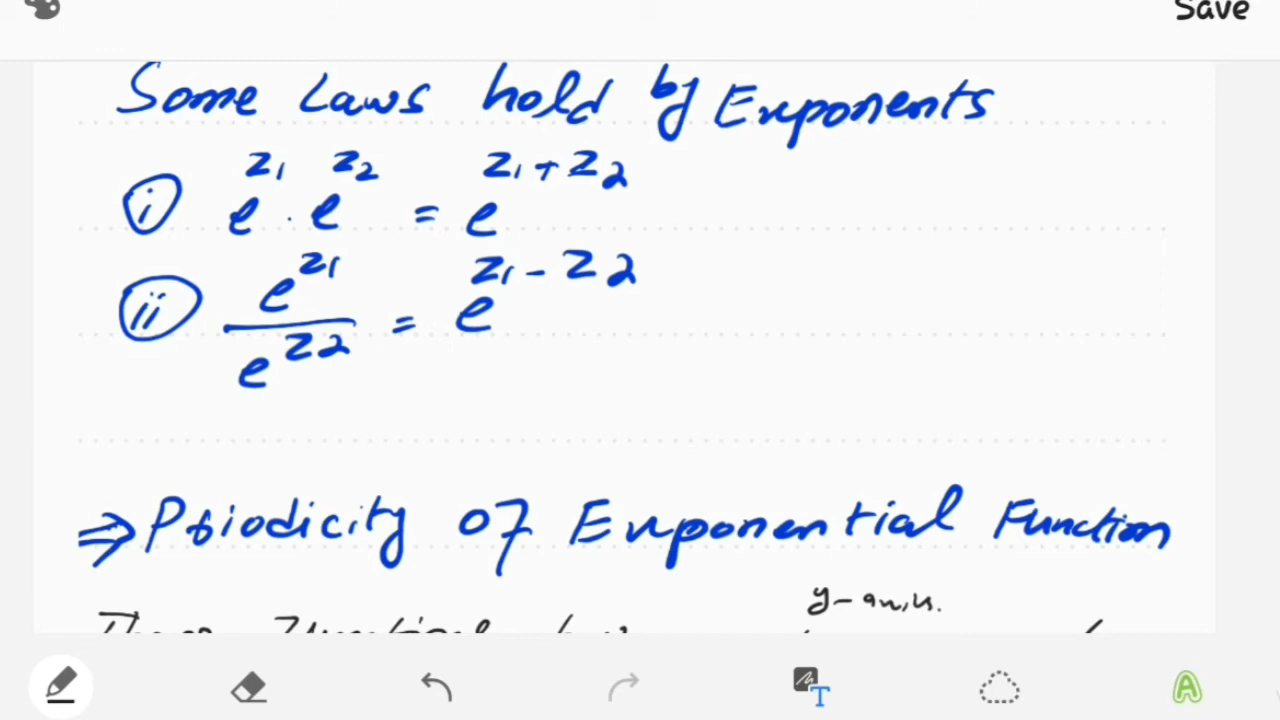 Save
Some Laws hold by Exponents
(i) e^z1 . e^z2 = e^z1+z2
(ii) e^z1 / e^z2 = e^z1-z2
⇒ Priodicity of Exponential Function
y-axis.